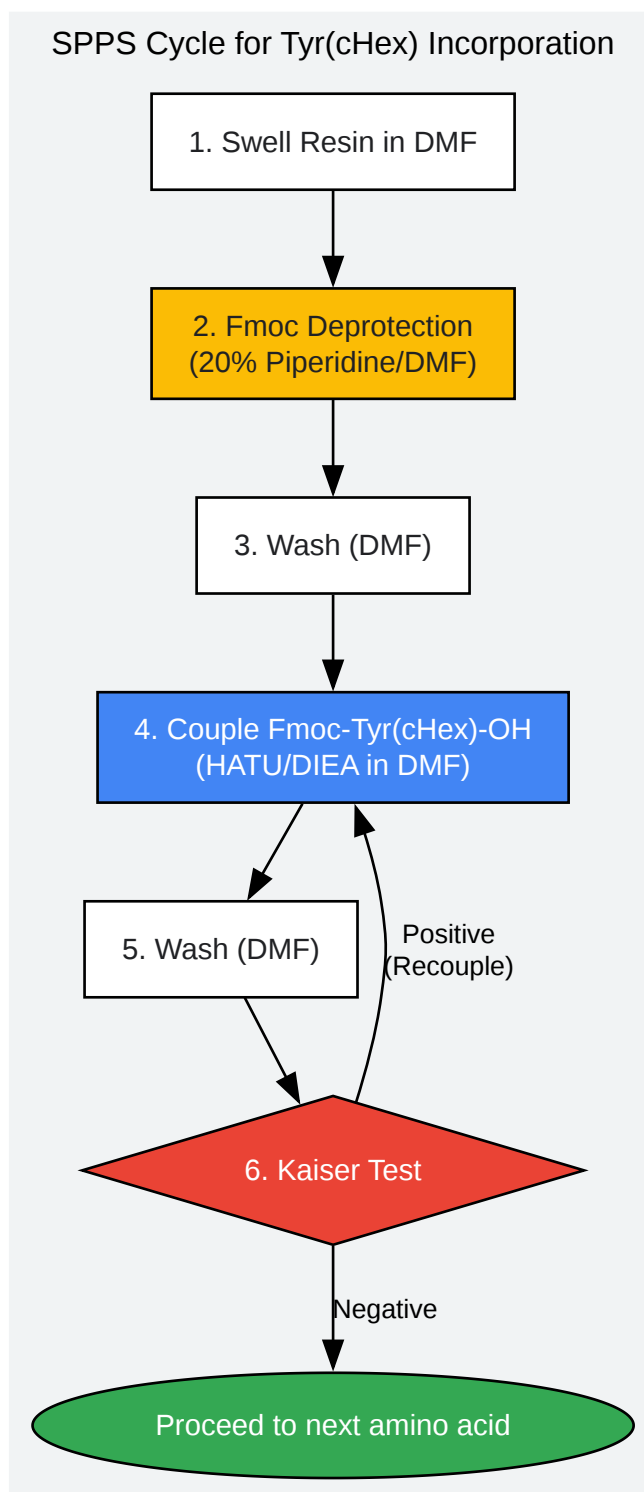 SPPS Cycle for Tyr(cHex) Incorporation
1. Swell Resin in DMF
2. Fmoc Deprotection
(20% Piperidine/DMF)
3. Wash (DMF)
4. Couple Fmoc-Tyr(cHex)-OH
(HATU/DIEA in DMF)
5. Wash (DMF)
Positive
(Recouple)
6. Kaiser Test
Negative
Proceed to next amino acid